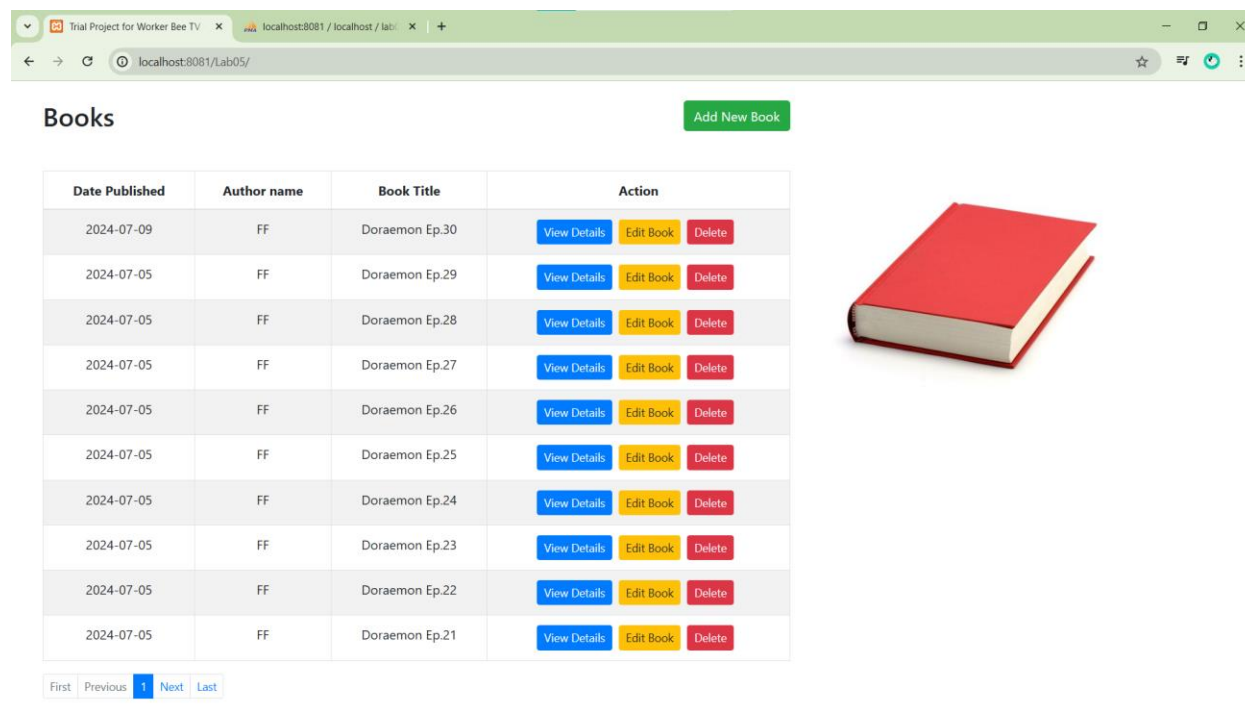 Trial Project for Worker Bee TV
localhost:8081 / localhost / lab
localhost:8081/Lab05/
Books
Add New Book
Date Published Author name Book Title Action
2024-07-09 FF Doraemon Ep.30 View Details Edit Book Delete
2024-07-05 FF Doraemon Ep.29 View Details Edit Book Delete
2024-07-05 FF Doraemon Ep.28 View Details Edit Book Delete
2024-07-05 FF Doraemon Ep.27 View Details Edit Book Delete
2024-07-05 FF Doraemon Ep.26 View Details Edit Book Delete
2024-07-05 FF Doraemon Ep.25 View Details Edit Book Delete
2024-07-05 FF Doraemon Ep.24 View Details Edit Book Delete
2024-07-05 FF Doraemon Ep.23 View Details Edit Book Delete
2024-07-05 FF Doraemon Ep.22 View Details Edit Book Delete
2024-07-05 FF Doraemon Ep.21 View Details Edit Book Delete
First Previous 1 Next Last